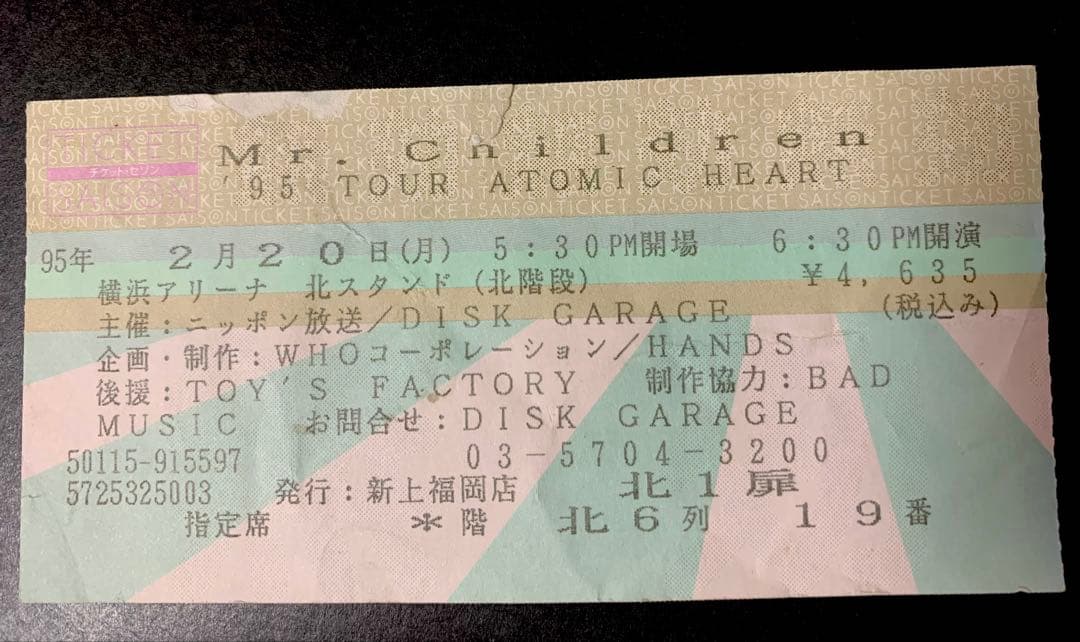 チケット・セゾン
Mr. Children
'95 TOUR ATOMIC HEART
95年 2月20日(月) 5:30PM開場 6:30PM開演
横浜アリーナ 北スタンド(北階段) ¥4,635
主催:ニッポン放送/DISK GARAGE (税込み)
企画・制作:WHOコーポレーション/HANDS
後援:TOY'S FACTORY 制作協力:BAD
MUSIC お問合せ:DISK GARAGE
50115-915597 03-5704-3200
5725325003 発行:新上福岡店 北1扉
指定席 *階 北6列 19番